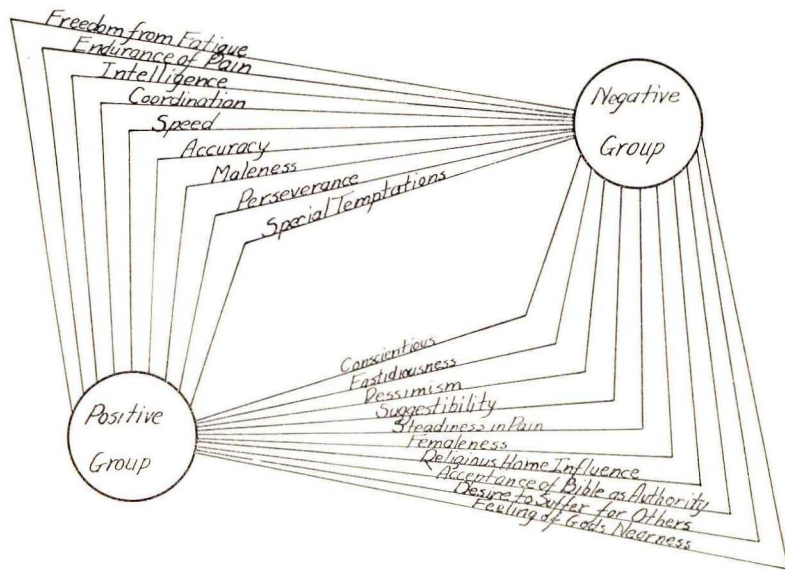 Freedom from Fatigue
Endurance of Pain
Intelligence
Coordination
Speed
Accuracy
Maleness
Perseverance
Special Temptations
Negative
Group
Conscientious
Fastidiousness
Pessimism
Suggestibility
Steadiness in Pain
Femaleness
Religious Home Influence
Acceptance of Bible as Authority
Desire to Suffer for Others
Feeling of Gods Nearness
Positive
Group